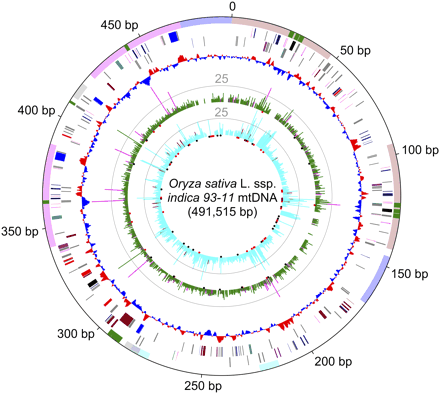 0
50 bp
100 bp
150 bp
200 bp
250 bp
300 bp
350 bp
400 bp
450 bp
25
25
Oryza sativa L. ssp.
indica 93-11 mtDNA
(491,515 bp)